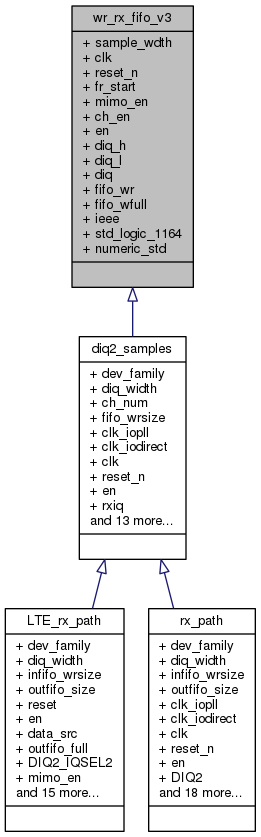 wr_rx_fifo_v3
+ sample_wdth
+ clk
+ reset_n
+ fr_start
+ mimo_en
+ ch_en
+ en
+ diq_h
+ diq_l
+ diq
+ fifo_wr
+ fifo_wfull
+ ieee
+ std_logic_1164
+ numeric_std
diq2_samples
+ dev_family
+ diq_width
+ ch_num
+ fifo_wrsize
+ clk_iopll
+ clk_iodirect
+ clk
+ reset_n
+ en
+ rxiq
and 13 more...
LTE_rx_path
+ dev_family
+ diq_width
+ infifo_wrsize
+ outfifo_size
+ reset
+ en
+ data_src
+ outfifo_full
+ DIQ2_IQSEL2
+ mimo_en
and 15 more...
rx_path
+ dev_family
+ diq_width
+ infifo_wrsize
+ outfifo_size
+ clk_iopll
+ clk_iodirect
+ clk
+ reset_n
+ en
+ DIQ2
and 18 more...